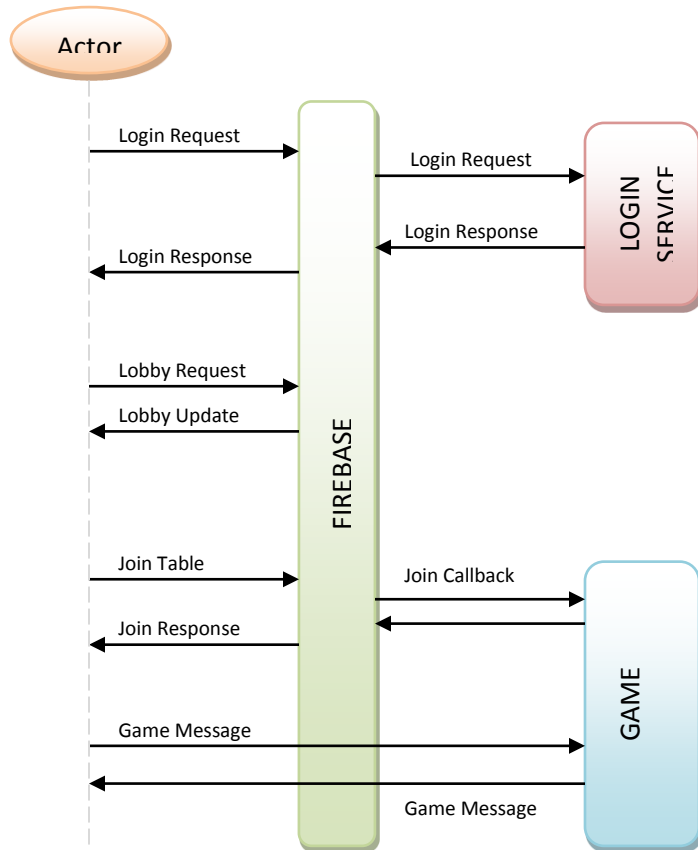 Actor
Login Request
Login Request
LOGIN
SERVICE
Login Response
Login Response
Lobby Request
Lobby Update
FIREBASE
Join Table
Join Callback
Join Response
GAME
Game Message
Game Message